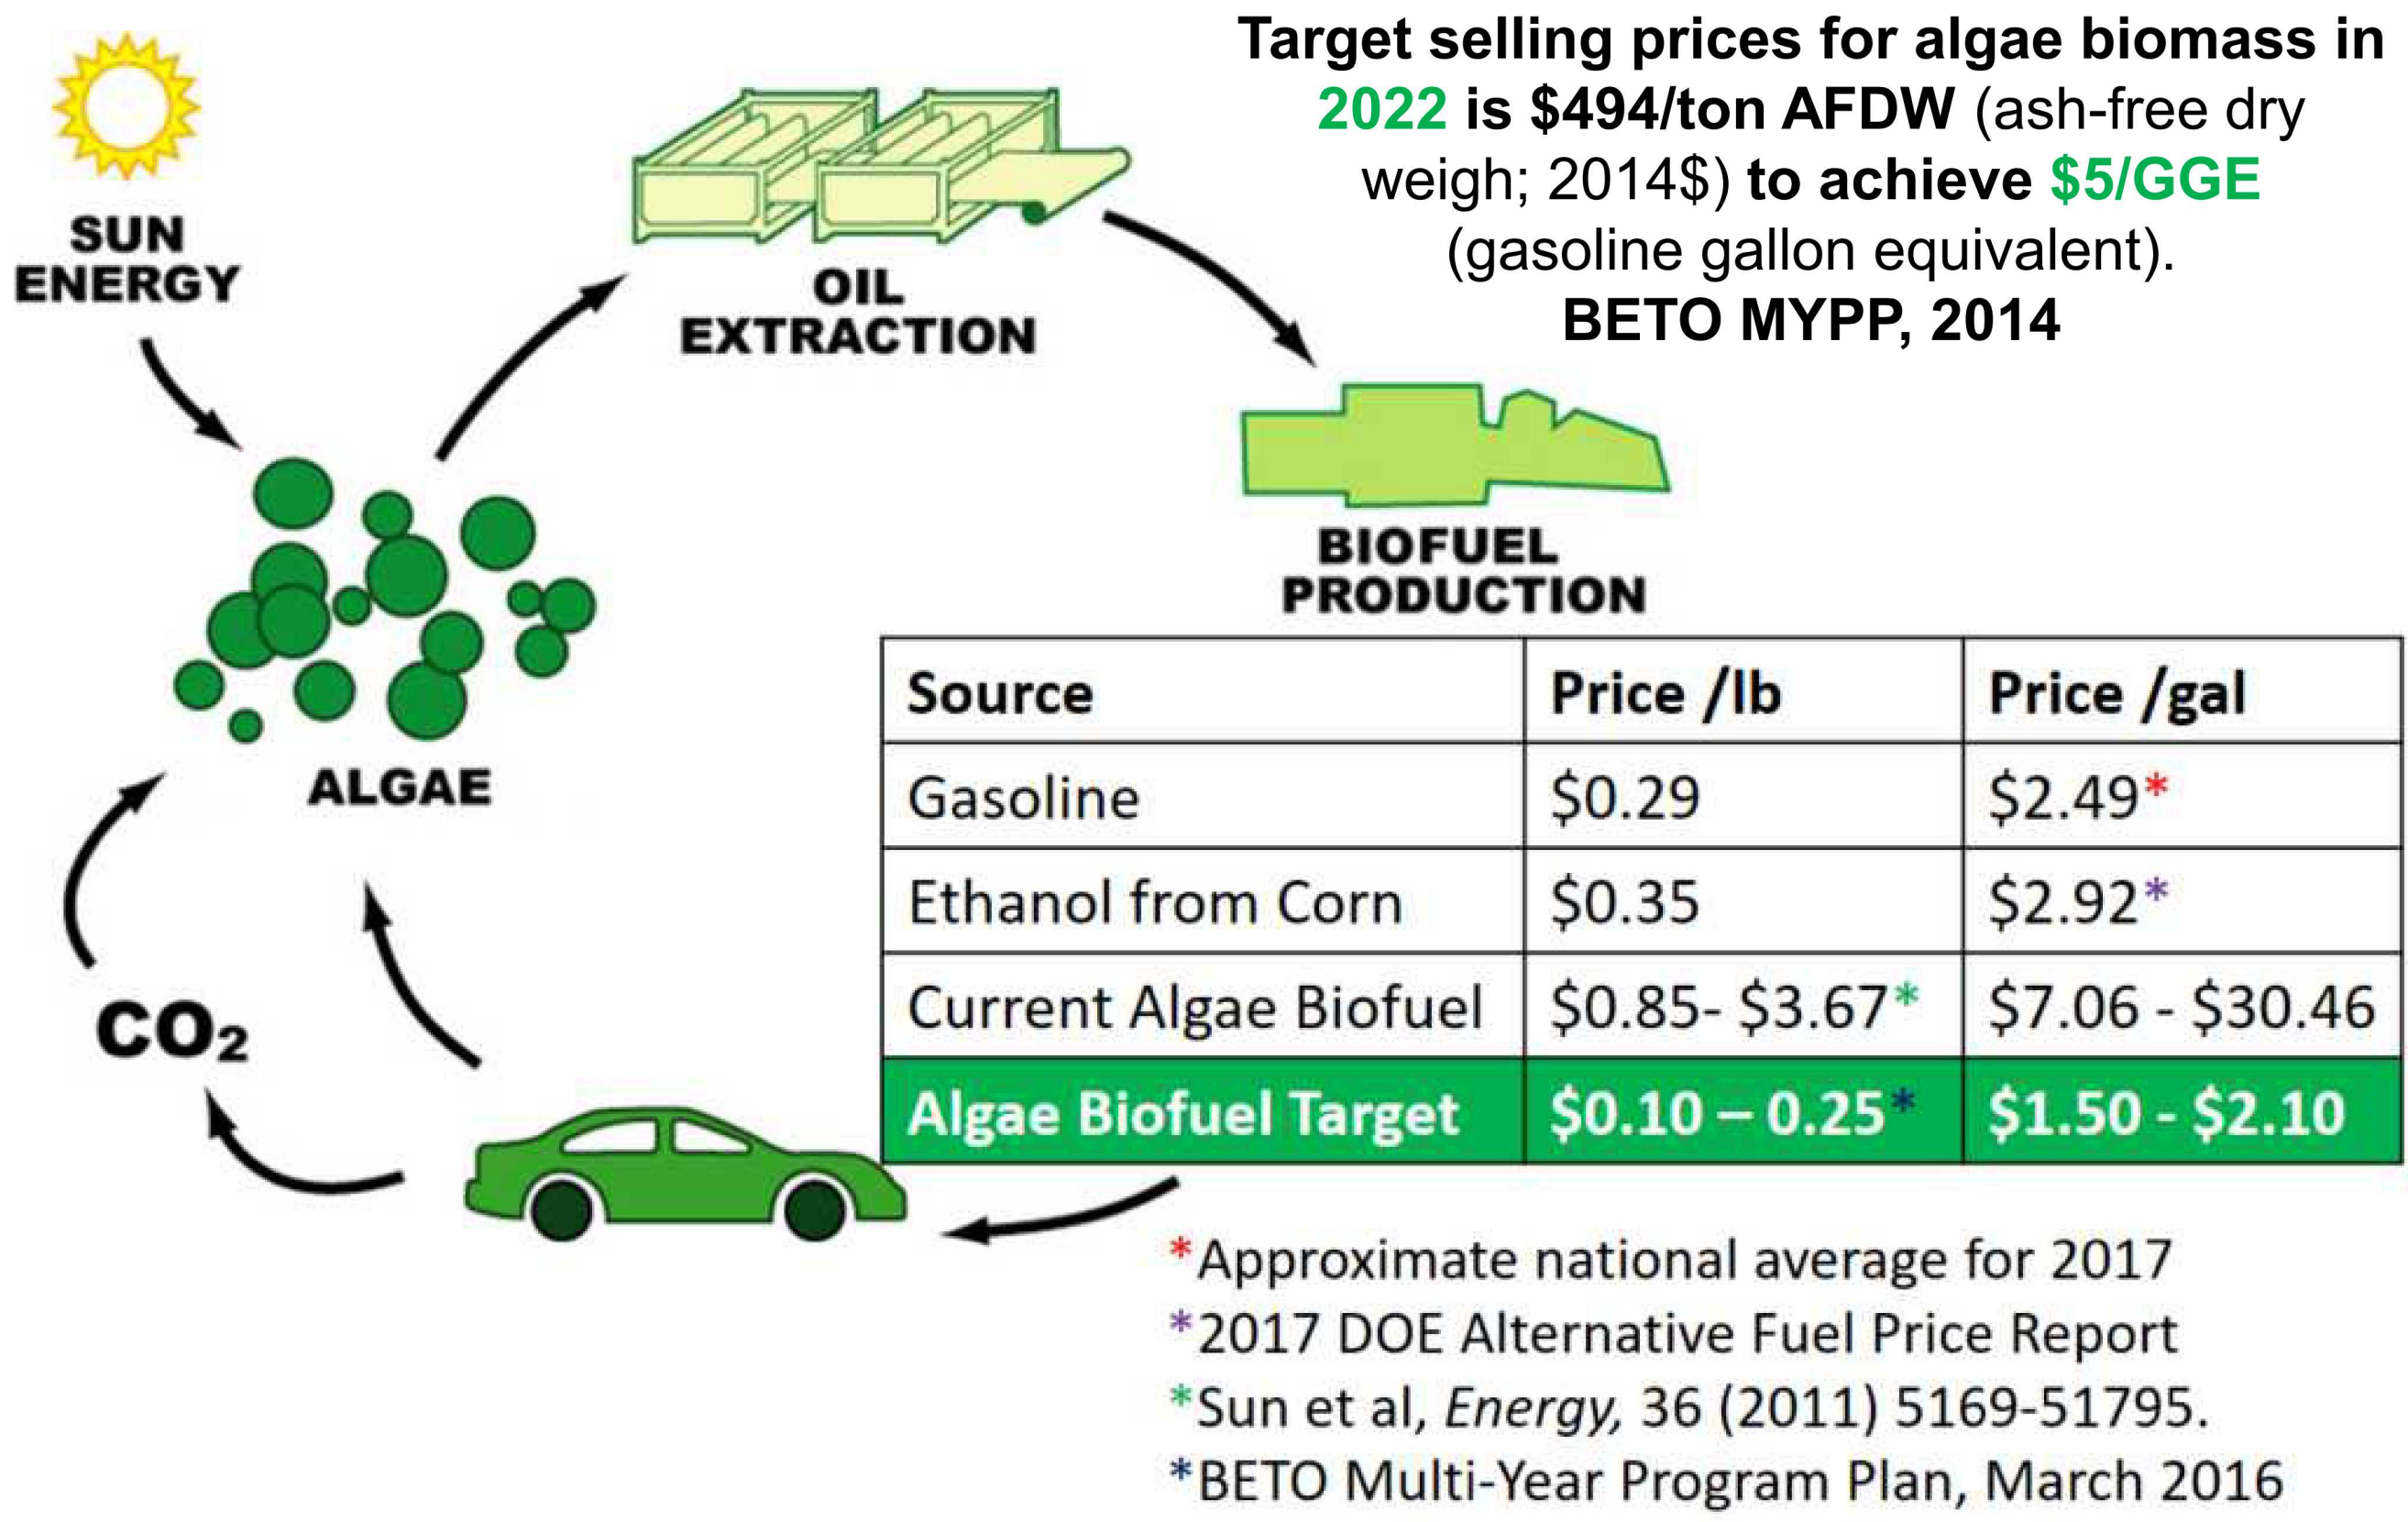 Target selling prices for algae biomass in
2022 is $494/ton AFDW (ash-free dry
weigh; 2014$) to achieve $5/GGE
(gasoline gallon equivalent).
BETO MYPP, 2014
SUN
ENERGY
OIL
EXTRACTION
BIOFUEL
PRODUCTION
ALGAE
CO₂
Source Price /lb Price /gal
Gasoline $0.29 $2.49*
Ethanol from Corn $0.35 $2.92*
Current Algae Biofuel $0.85- $3.67* $7.06 - $30.46
Algae Biofuel Target $0.10 – 0.25* $1.50 - $2.10
*Approximate national average for 2017
*2017 DOE Alternative Fuel Price Report
*Sun et al, Energy, 36 (2011) 5169-51795.
*BETO Multi-Year Program Plan, March 2016